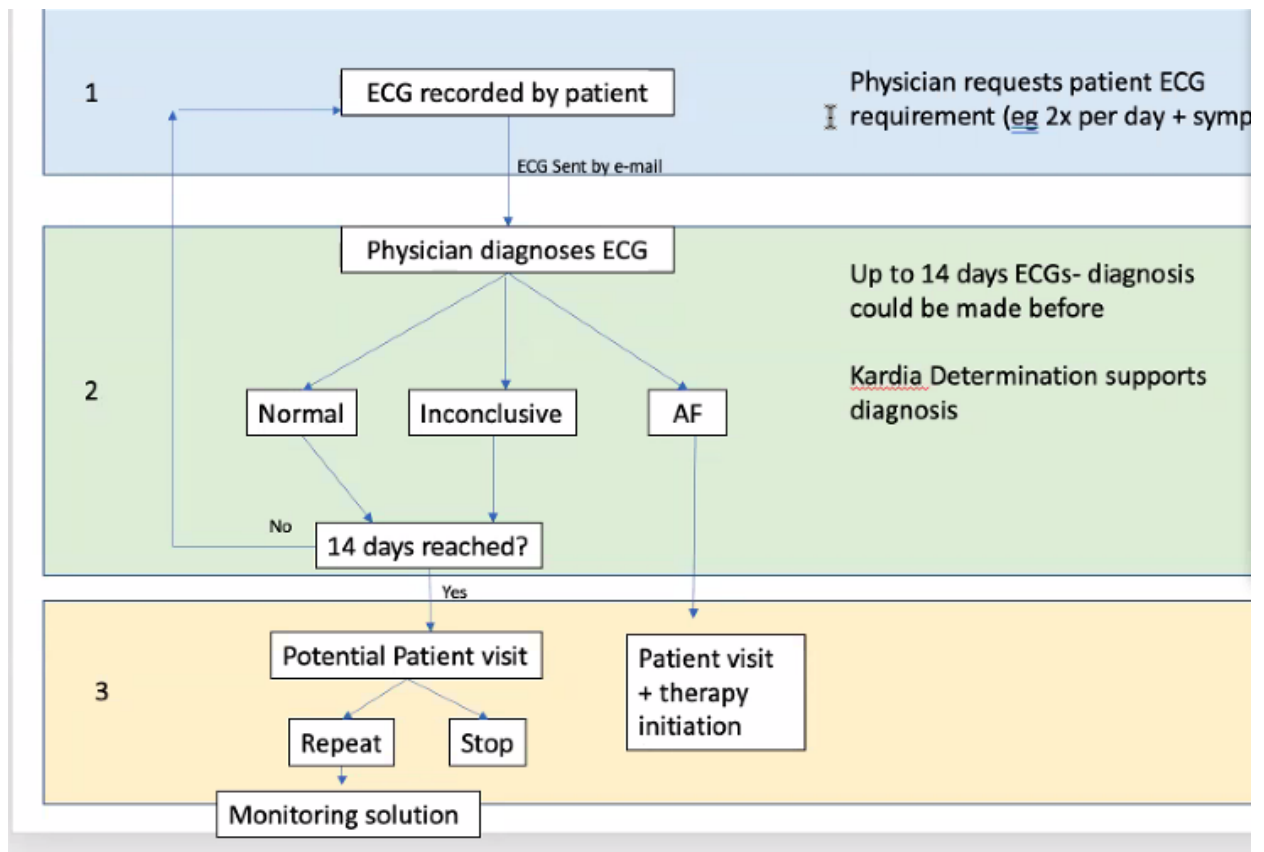 1
ECG recorded by patient
Physician requests patient ECG
requirement (eg 2x per day + symp
ECG Sent by e-mail
Physician diagnoses ECG
Up to 14 days ECGs- diagnosis
could be made before
2
Kardia Determination supports
diagnosis
Normal
Inconclusive
AF
No
14 days reached?
Yes
3
Potential Patient visit
Patient visit
+ therapy
initiation
Repeat
Stop
Monitoring solution